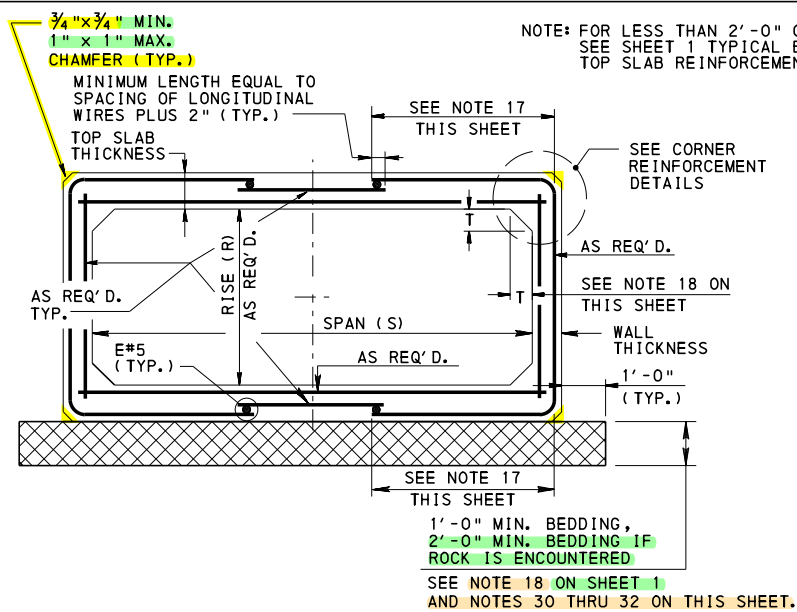 ¾"x¾" MIN.
1" x 1" MAX.
CHAMFER (TYP.)
NOTE: FOR LESS THAN 2'-0"
SEE SHEET 1 TYPICAL
TOP SLAB REINFORCEMEN
MINIMUM LENGTH EQUAL TO
SPACING OF LONGITUDINAL
WIRES PLUS 2" (TYP.)
SEE NOTE 17
THIS SHEET
TOP SLAB
THICKNESS
SEE CORNER
REINFORCEMENT
DETAILS
T
AS REQ'D.
TYP.
RISE (R)
AS REQ'D.
AS REQ'D.
T
SEE NOTE 18 ON
THIS SHEET
SPAN (S)
WALL
THICKNESS
E#5
(TYP.)
AS REQ'D.
1'-0"
(TYP.)
SEE NOTE 17
THIS SHEET
1'-0" MIN. BEDDING,
2'-0" MIN. BEDDING IF
ROCK IS ENCOUNTERED
SEE NOTE 18 ON SHEET 1
AND NOTES 30 THRU 32 ON THIS SHEET.